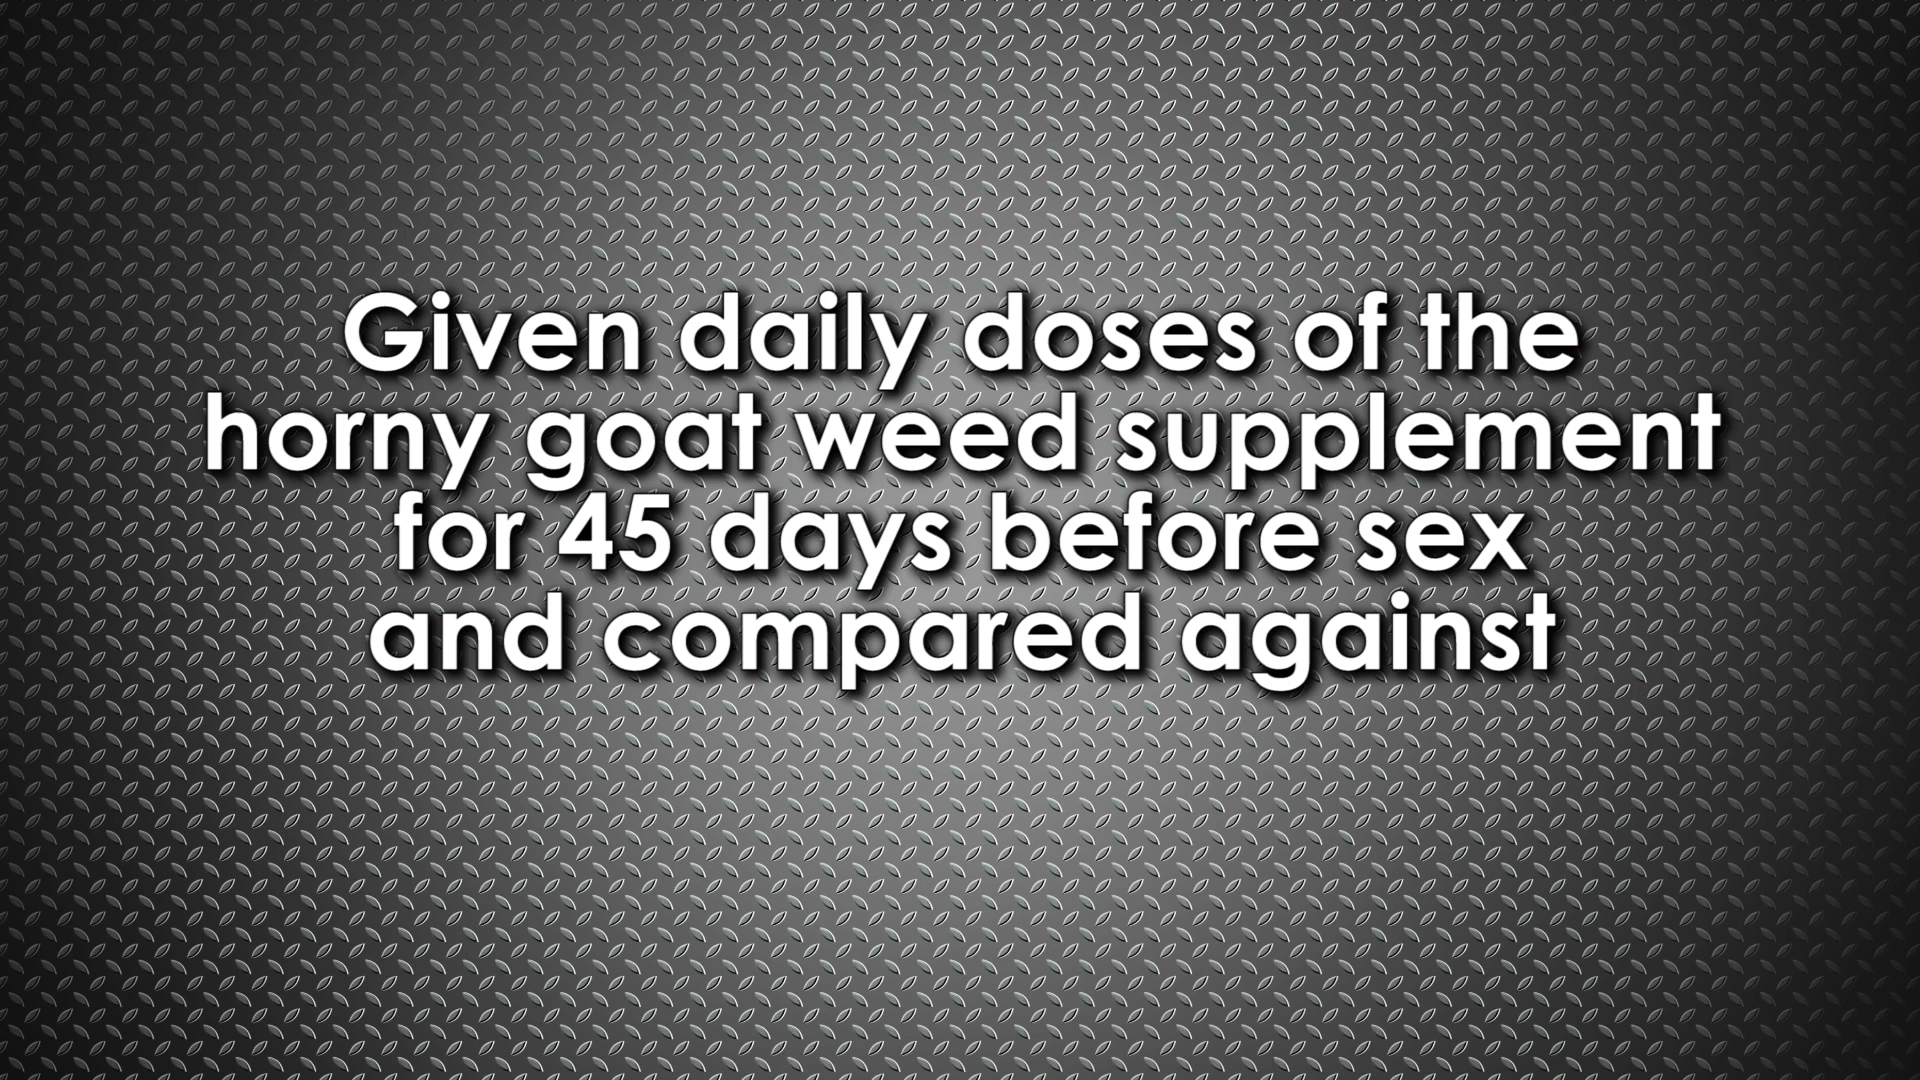 Given daily doses of the
horny goat weed supplement
for 45 days before sex
and compared against